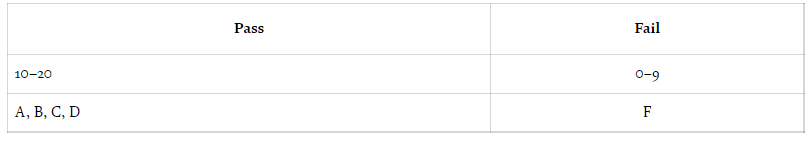 Pass Fail
10–20 0–9
A, B, C, D F